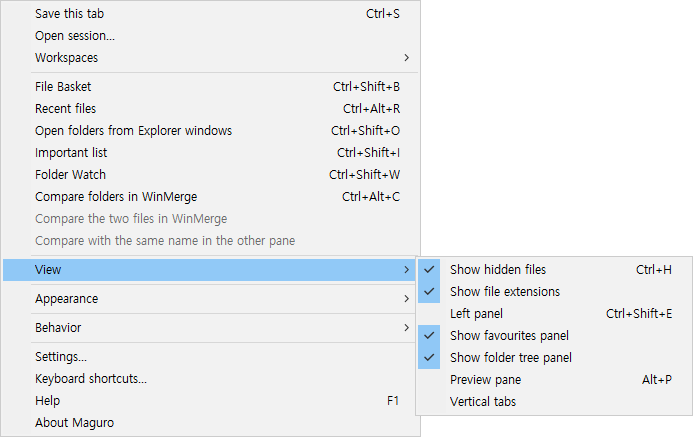 Save this tab Ctrl+S
Open session...
Workspaces
File Basket Ctrl+Shift+B
Recent files Ctrl+Alt+R
Open folders from Explorer windows Ctrl+Shift+O
Important list Ctrl+Shift+I
Folder Watch Ctrl+Shift+W
Compare folders in WinMerge Ctrl+Alt+C
Compare the two files in WinMerge
Compare with the same name in the other pane
View
Appearance
Behavior
Settings...
Keyboard shortcuts...
Help F1
About Maguro
Show hidden files Ctrl+H
Show file extensions
Left panel Ctrl+Shift+E
Show favourites panel
Show folder tree panel
Preview pane Alt+P
Vertical tabs